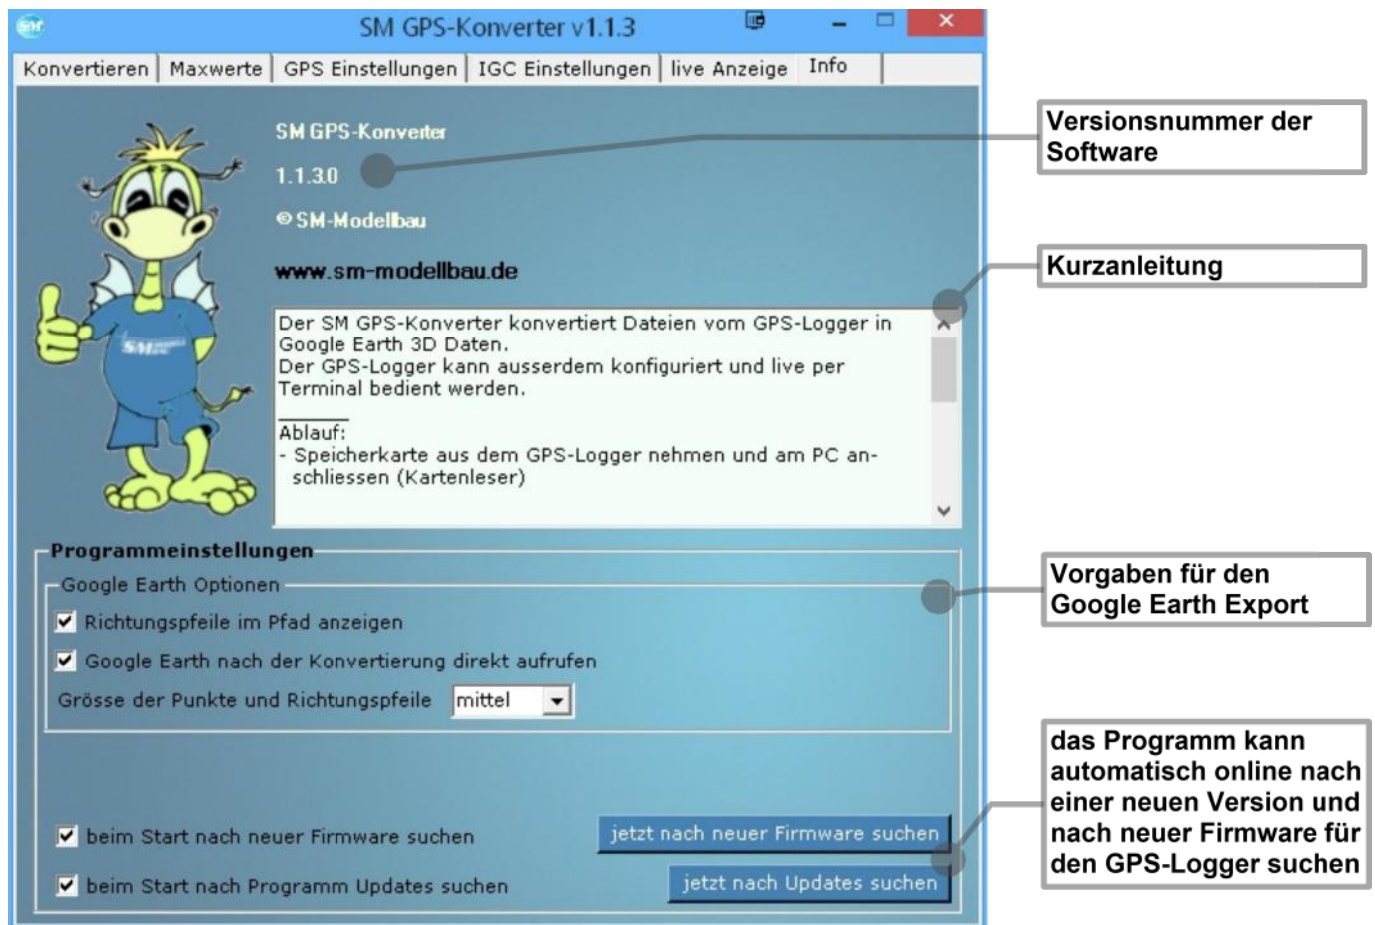 SM
SM GPS-Konverter v1.1.3
Konvertieren Maxwerte GPS Einstellungen IGC Einstellungen live Anzeige Info
SM GPS-Konverter
1.1.3.0
© SM-Modellbau
www.sm-modellbau.de
SM
Der SM GPS-Konverter konvertiert Dateien vom GPS-Logger in
Google Earth 3D Daten.
Der GPS-Logger kann ausserdem konfiguriert und live per
Terminal bedient werden.
Ablauf:
- Speicherkarte aus dem GPS-Logger nehmen und am PC an-
schliessen (Kartenleser)
Programmeinstellungen
Google Earth Optionen
Richtungspfeile im Pfad anzeigen
Google Earth nach der Konvertierung direkt aufrufen
Grösse der Punkte und Richtungspfeile mittel
beim Start nach neuer Firmware suchen jetzt nach neuer Firmware suchen
beim Start nach Programm Updates suchen jetzt nach Updates suchen
Versionsnummer der
Software
Kurzanleitung
Vorgaben für den
Google Earth Export
das Programm kann
automatisch online nach
einer neuen Version und
nach neuer Firmware für
den GPS-Logger suchen